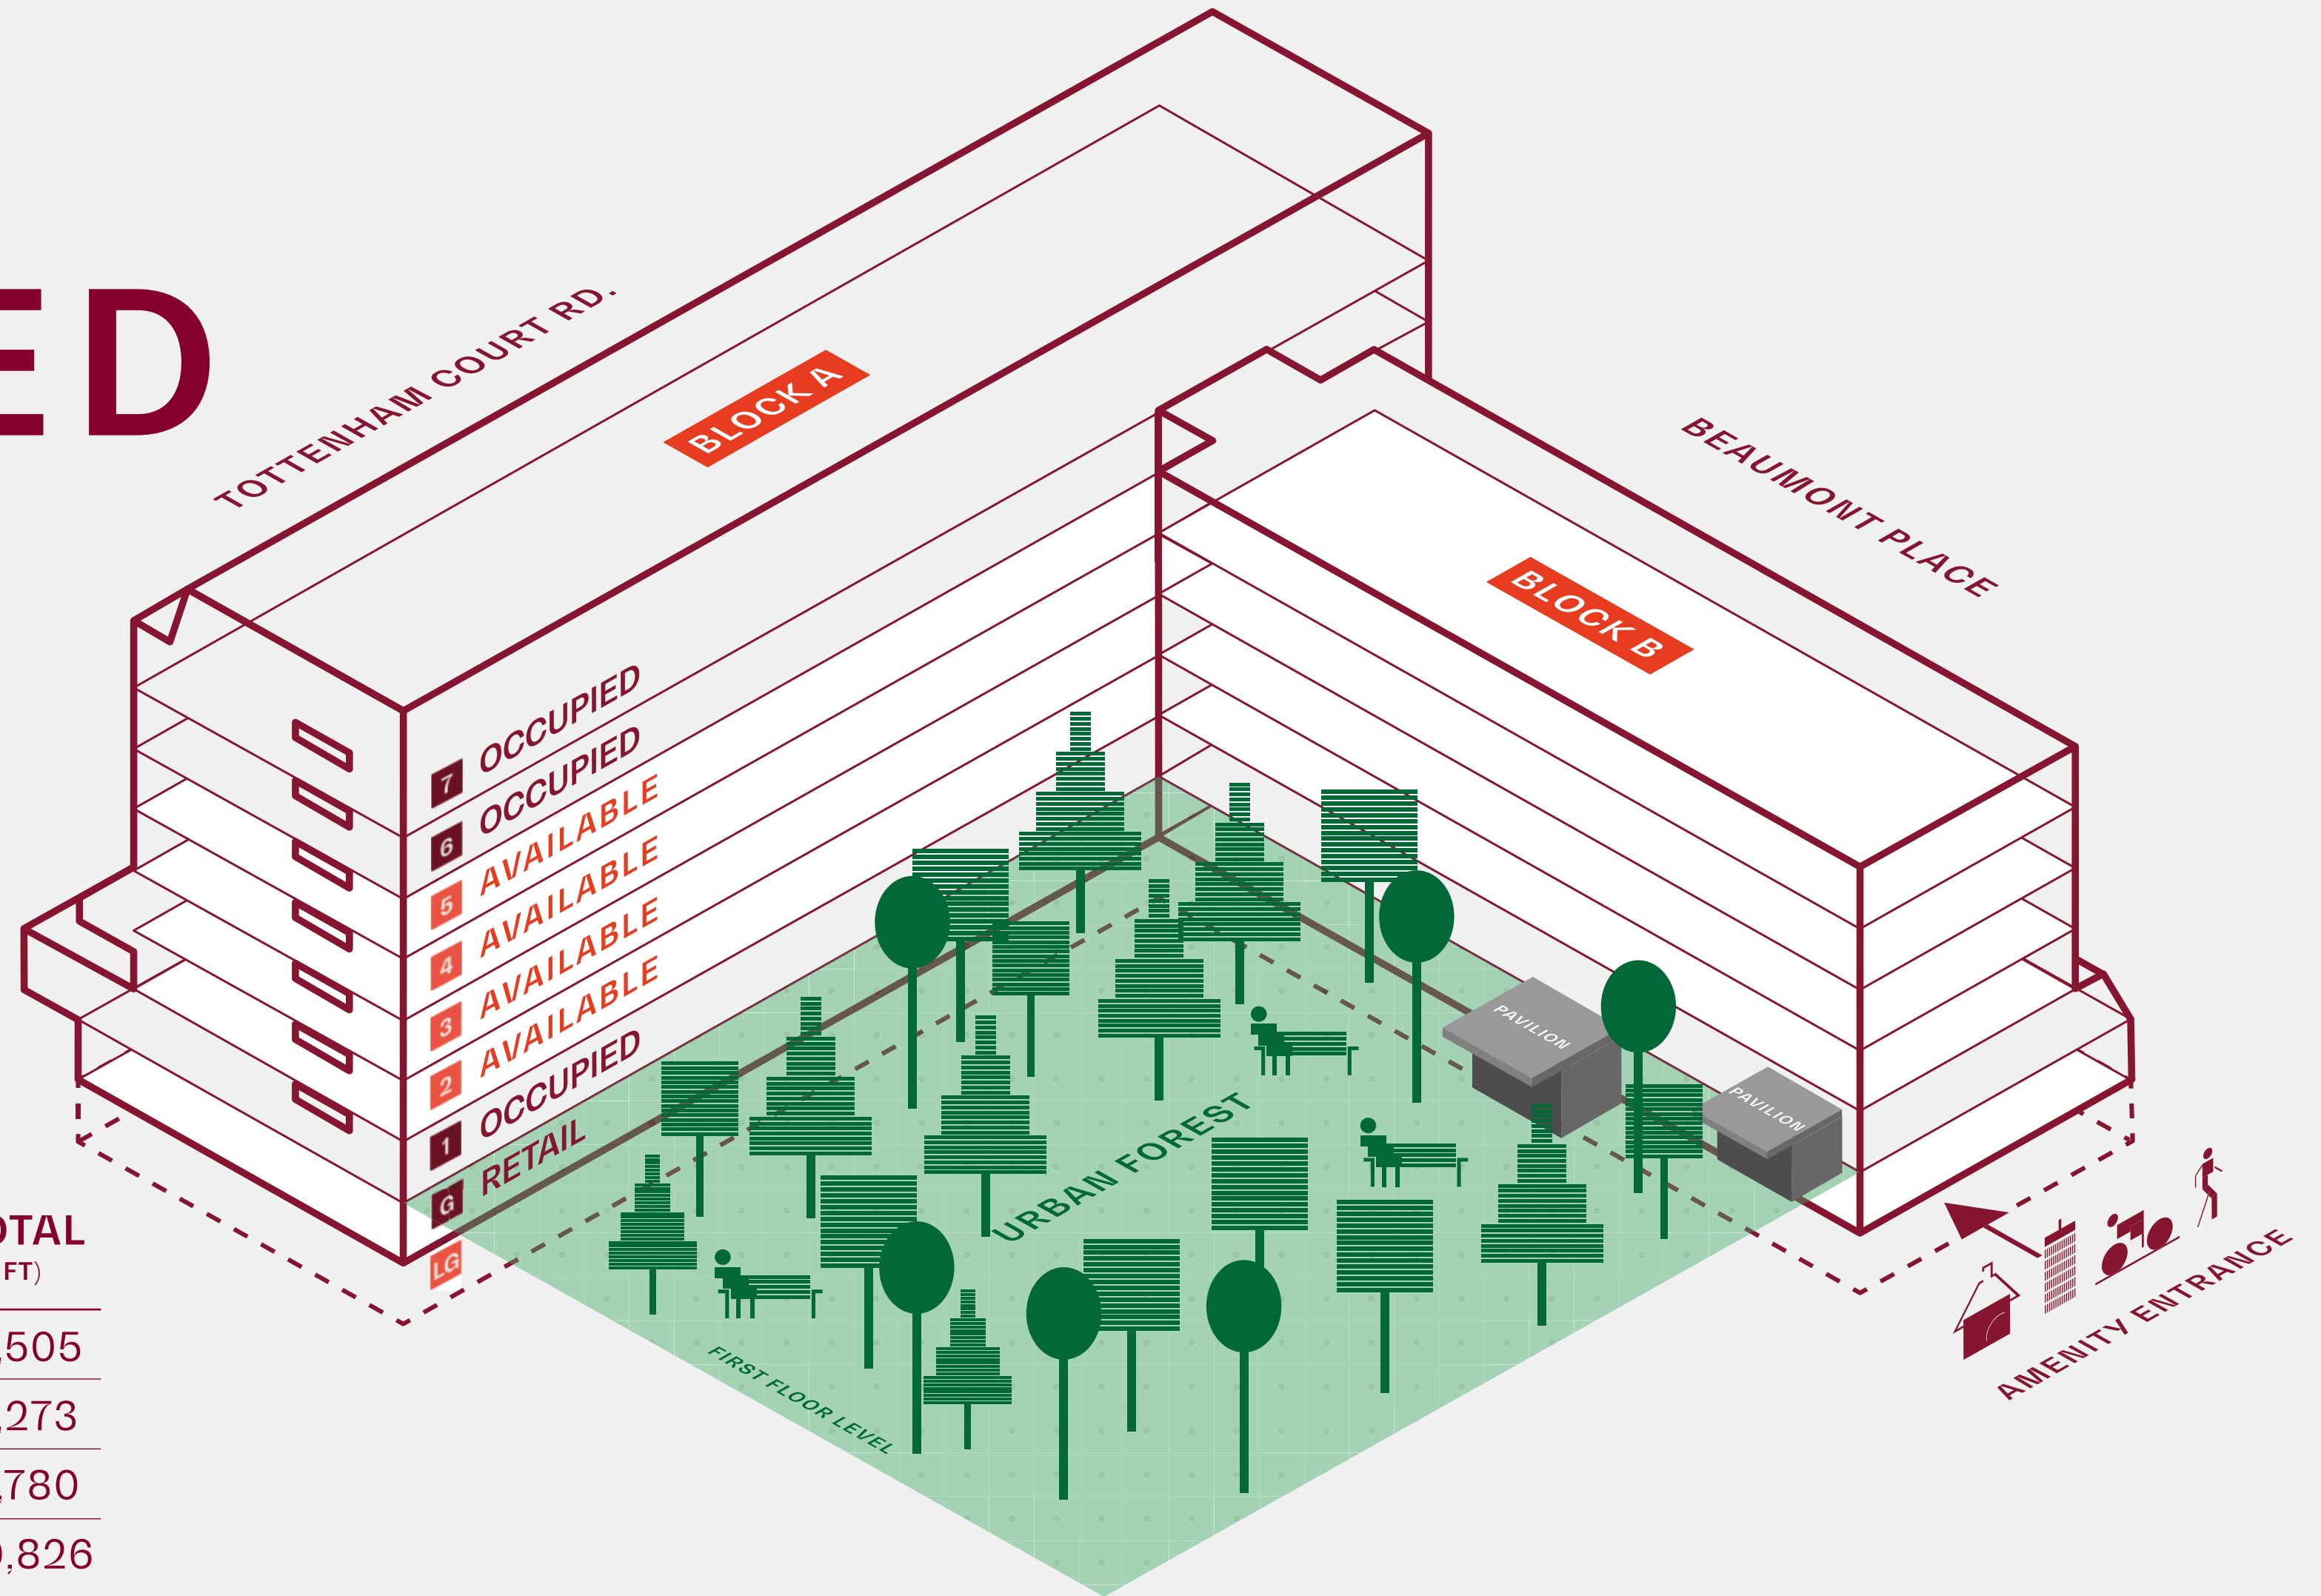 ED
TOTTENHAM COURT RD.
BLOCK A
BEAUMONT PLACE
BLOCK B
7 OCCUPIED
6 OCCUPIED
5 AVAILABLE
4 AVAILABLE
3 AVAILABLE
2 AVAILABLE
1 OCCUPIED
G RETAIL
LG
PAVILION
PAVILION
URBAN FOREST
FIRST FLOOR LEVEL
AMENITY ENTRANCE
OTAL
FT)
,505
,273
,780
,826